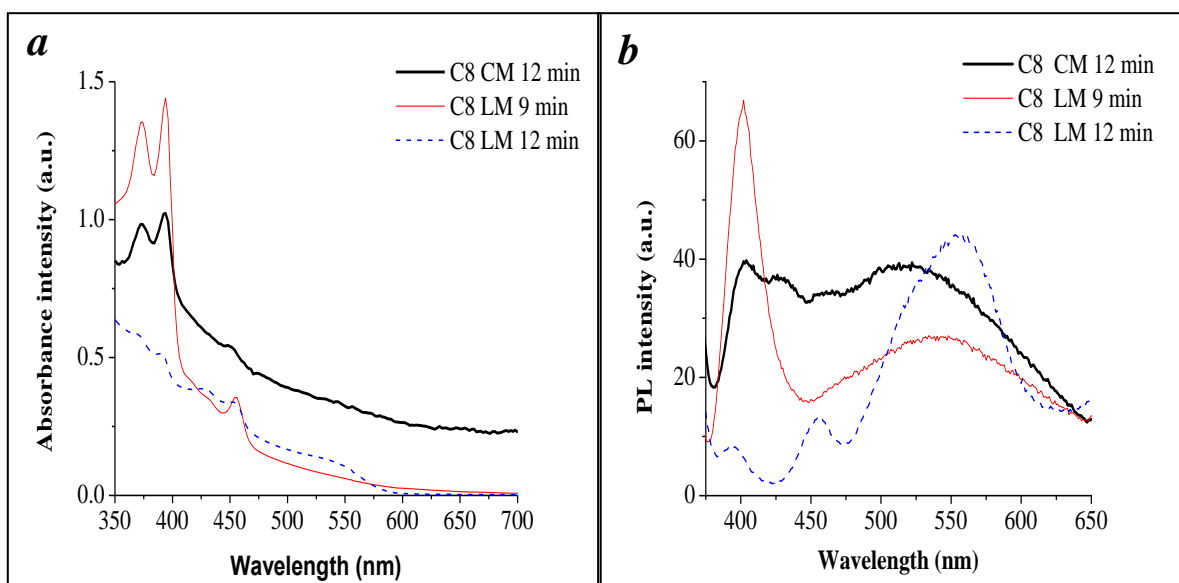 a
C8 CM 12 min
C8 LM 9 min
C8 LM 12 min
1.5
1.0
0.5
0.0
350 400 450 500 550 600 650 700
Absorbance intensity (a.u.)
Wavelength (nm)
b
C8 CM 12 min
C8 LM 9 min
C8 LM 12 min
60
40
20
0
400 450 500 550 600 650
PL intensity (a.u.)
Wavelength (nm)